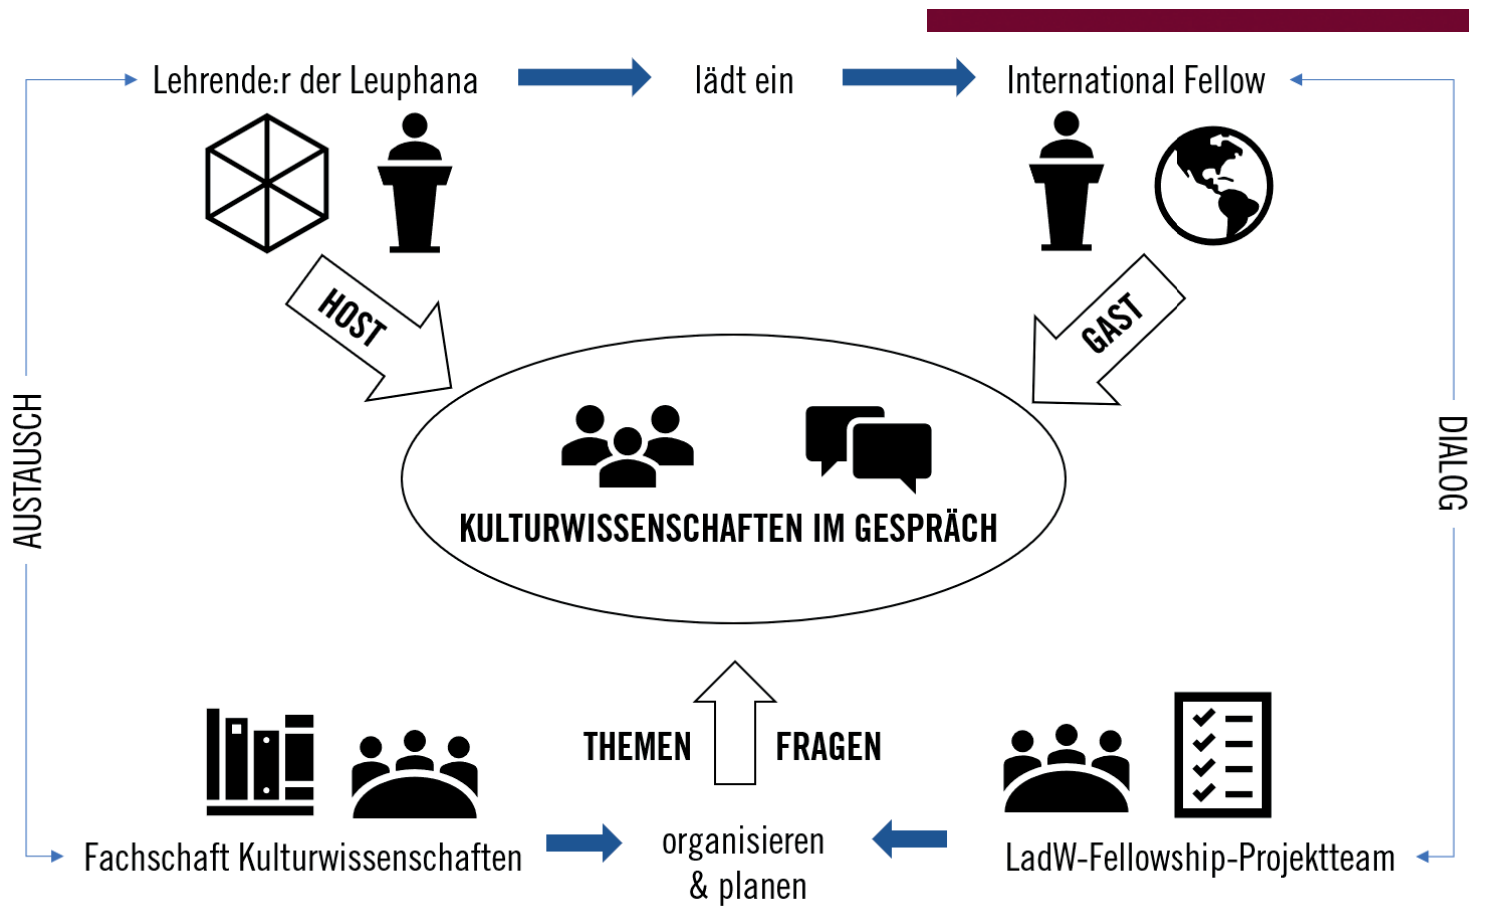 Lehrende:r der Leuphana
lädt ein
International Fellow
HOST
GAST
AUSTAUSCH
DIALOG
KULTURWISSENSCHAFTEN IM GESPRÄCH
THEMEN
FRAGEN
Fachschaft Kulturwissenschaften
organisieren
& planen
LadW-Fellowship-Projektteam